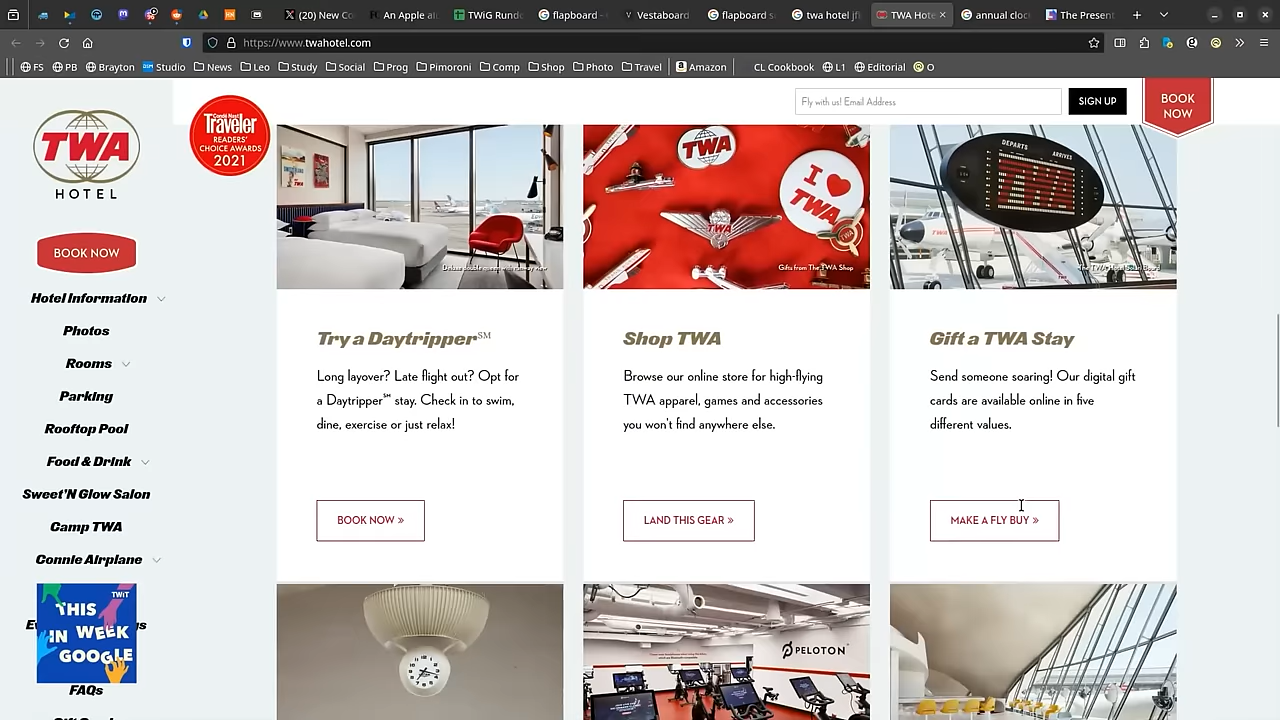 (20) New Co
An Apple ai
TWiG Rund
flapboard -
Vestaboard
flapboard s
twa hotel jf
TWA Hote
annual cloc
The Present
https://www.twahotel.com
FS
PB
Brayton
Studio
News
Leo
Study
Social
Prog
Pimoroni
Comp
Shop
Photo
Travel
Amazon
CL Cookbook
L1
Editorial
O
Fly with us! Email Address
SIGN UP
BOOK
NOW
TWA
HOTEL
Condé Nast
Traveler
READERS'
CHOICE AWARDS
2021
BOOK NOW
Hotel Information
Photos
Rooms
Parking
Rooftop Pool
Food & Drink
Sweet'N Glow Salon
Camp TWA
Connie Airplane
TWiT
THIS
IN WEEK
GOOGLE
FAQs
TWA
I
TWA
Gifts from The TWA Shop
DEPARTS
ARRIVES
Try a Daytripper℠
Long layover? Late flight out? Opt for
a Daytripper℠ stay. Check in to swim,
dine, exercise or just relax!
BOOK NOW »
Shop TWA
Browse our online store for high-flying
TWA apparel, games and accessories
you won't find anywhere else.
LAND THIS GEAR »
Gift a TWA Stay
Send someone soaring! Our digital gift
cards are available online in five
different values.
MAKE A FLY BUY »
PELOTON